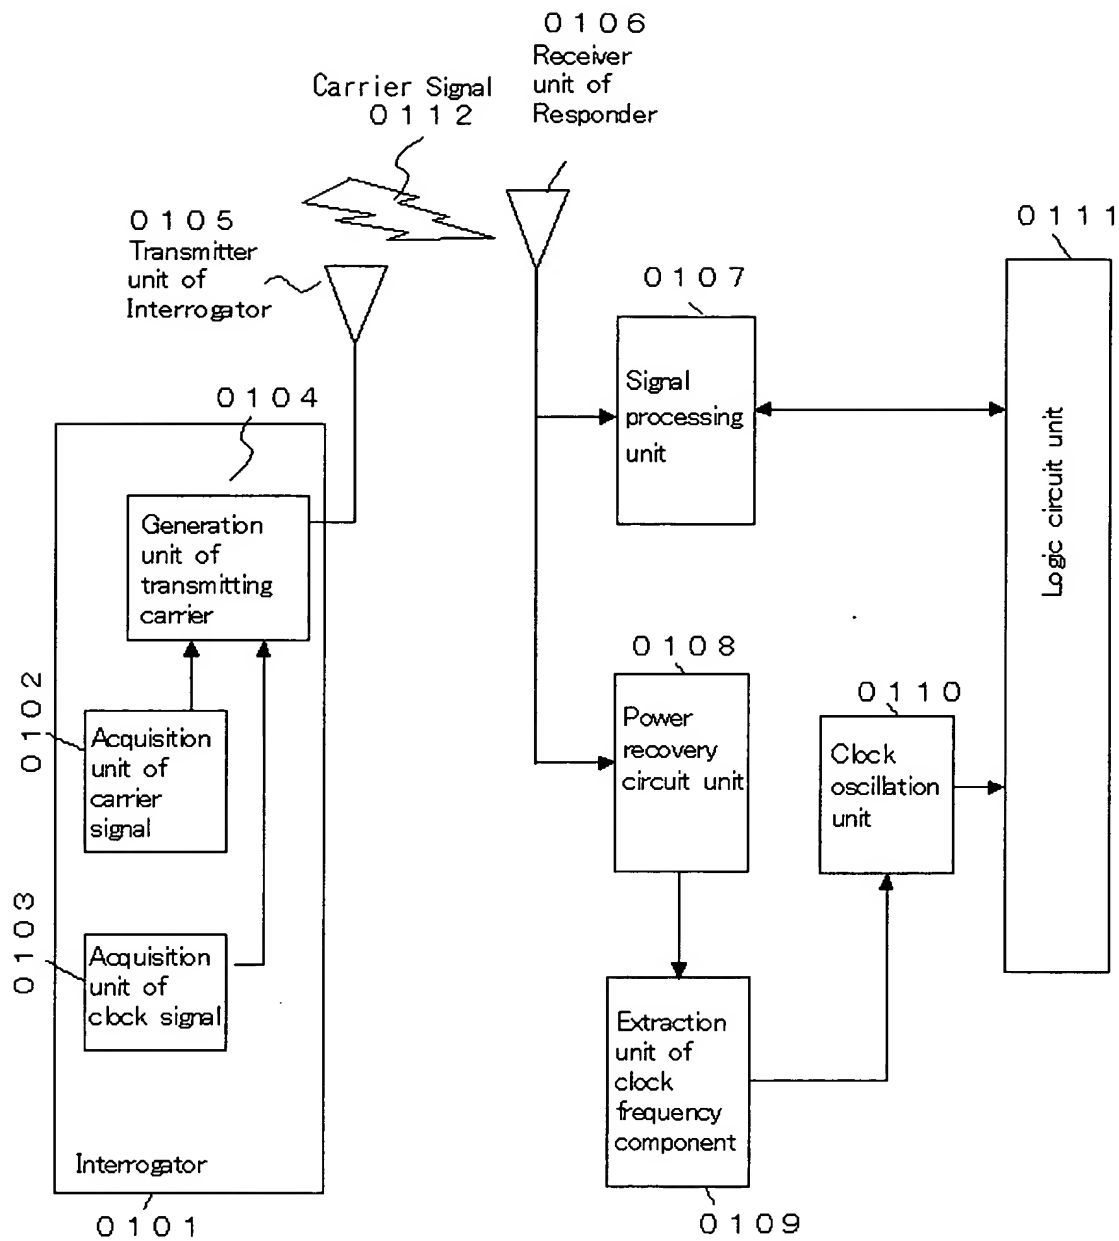 0106
Receiver
unit of
Responder
Carrier Signal
0112
0105
Transmitter
unit of
Interrogator
0111
0107
Signal
processing
unit
Logic circuit unit
0104
Generation
unit of
transmitting
carrier
0102
Acquisition
unit of
carrier
signal
0103
Acquisition
unit of
clock signal
Interrogator
0101
0108
Power
recovery
circuit unit
0110
Clock
oscillation
unit
Extraction
unit of
clock
frequency
component
0109